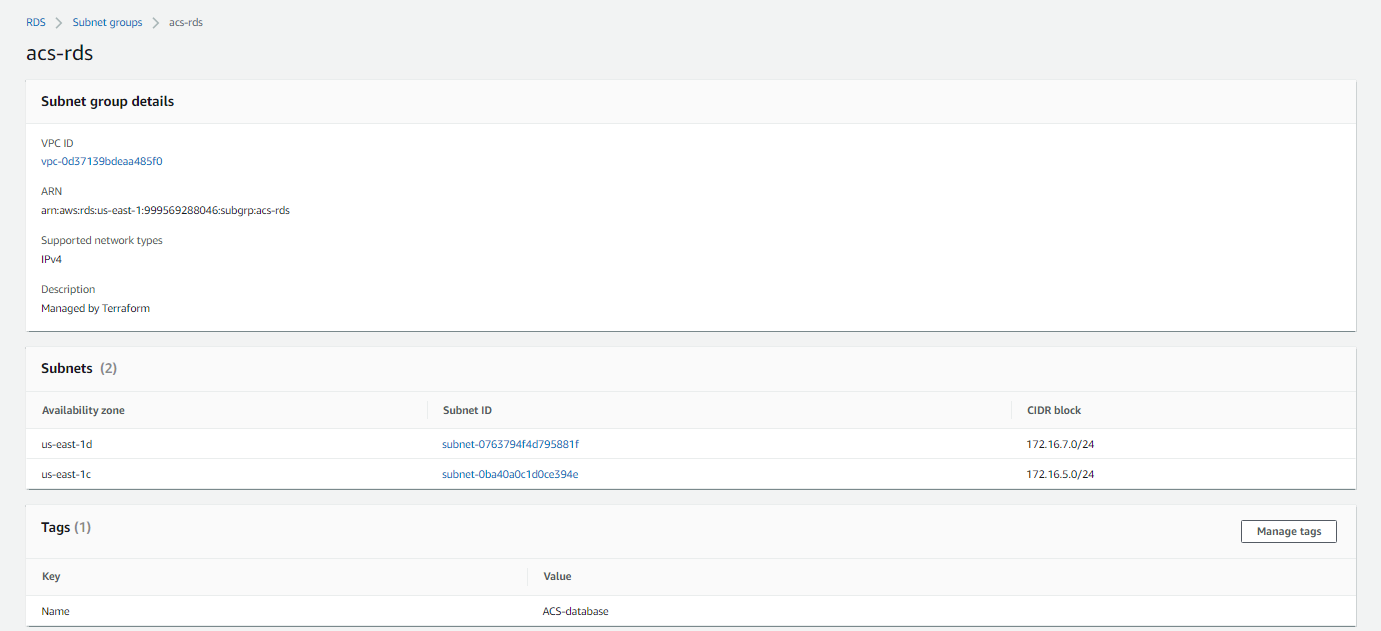 RDS > Subnet groups > acs-rds
acs-rds
Subnet group details
VPC ID
vpc-0d37139bdeaa485f0
ARN
arn:aws:rds:us-east-1:999569288046:subgrp:acs-rds
Supported network types
IPv4
Description
Managed by Terraform
Subnets (2)
Availability zone Subnet ID CIDR block
us-east-1d subnet-0763794f4d795881f 172.16.7.0/24
us-east-1c subnet-0ba40a0c1d0ce394e 172.16.5.0/24
Tags (1) Manage tags
Key Value
Name ACS-database